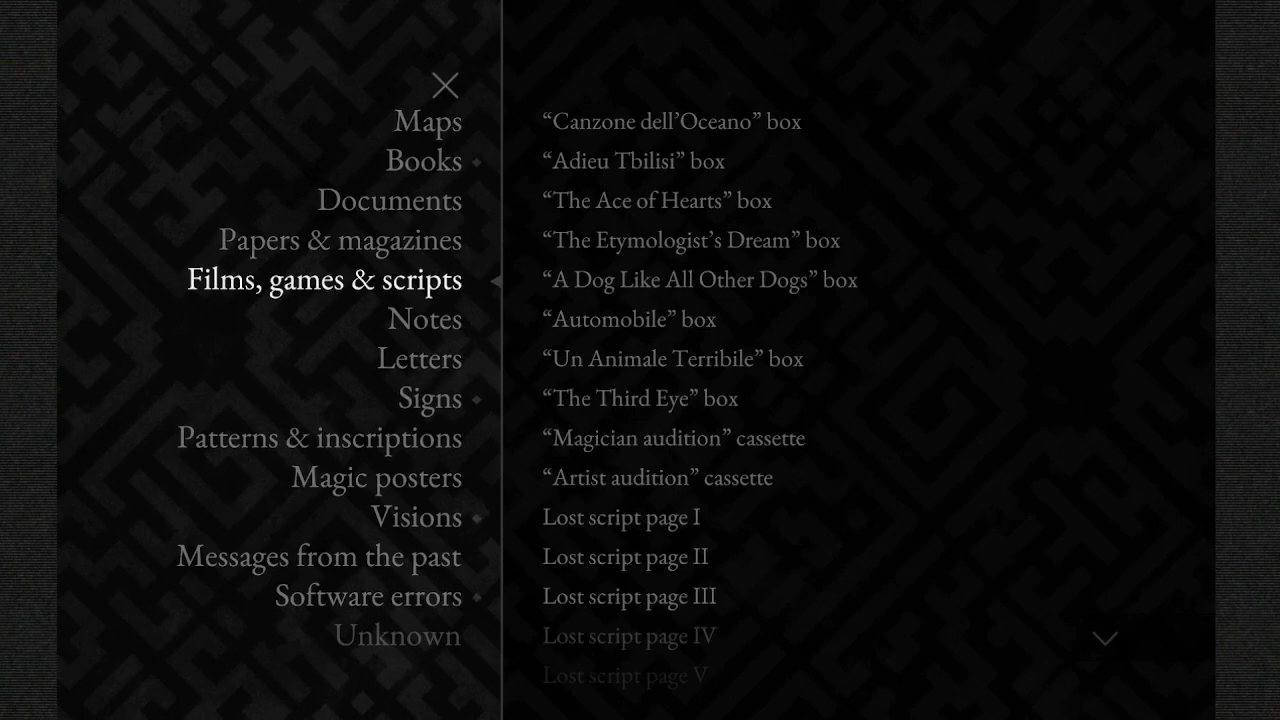 Maps
Books
Documents
Papers & magazines
Films, games & scripts
Notes
Letters
Signs
Patterns & inscriptions
Magic posters
Visions
Messages from the past
Software errors
Unknown
“Canzone dell’Oceano” box
“Adieu Tbilisi” box
“The Ace of Hearts” box
“The Etymologist’s Dream” box
“A Dog Like All Other Dogs” box
“Automobile” box
“Un Animale Terribile” box
“The Third Eye” box
“Magician audition” cassette
“Artist audition” cassette
Lost script page I
Lost script page II
Lost script page III
Lost script page IV
Lost script page V